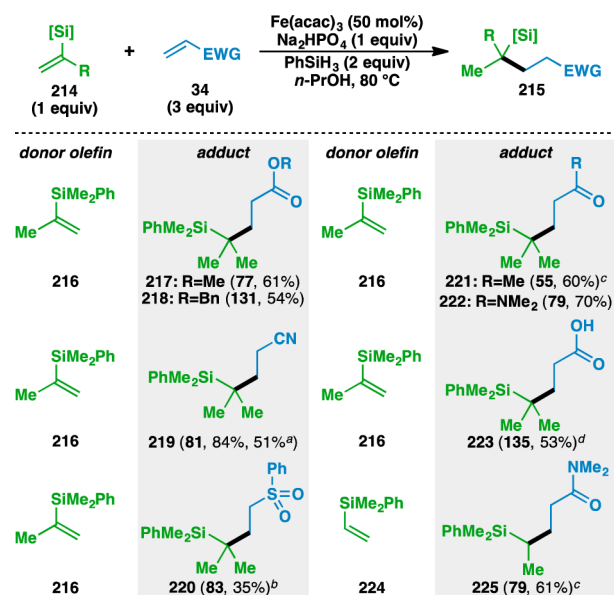 [Si]
R
214
(1 equiv)
+
EWG
34
(3 equiv)
Fe(acac)₃ (50 mol%)
Na₂HPO₄ (1 equiv)
PhSiH₃ (2 equiv)
n-PrOH, 80 °C
R [Si]
Me
EWG
215
donor olefin adduct donor olefin adduct
SiMe₂Ph
Me
216
OR
O
PhMe₂Si
Me Me
217: R=Me (77, 61%)
218: R=Bn (131, 54%)
SiMe₂Ph
Me
216
R
O
PhMe₂Si
Me Me
221: R=Me (55, 60%)ᶜ
222: R=NMe₂ (79, 70%)
SiMe₂Ph
Me
216
CN
PhMe₂Si
Me Me
219 (81, 84%, 51%ᵃ)
SiMe₂Ph
Me
216
OH
O
PhMe₂Si
Me Me
223 (135, 53%)ᵈ
SiMe₂Ph
Me
216
Ph
S=O
O
PhMe₂Si
Me Me
220 (83, 35%)ᵇ
SiMe₂Ph
224
NMe₂
O
PhMe₂Si
Me
225 (79, 61%)ᶜ